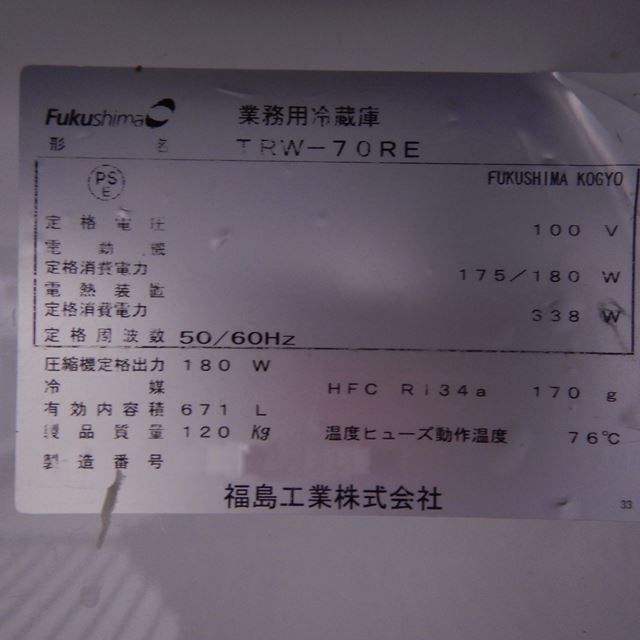 Fukushima 業務用冷蔵庫
形名 TRW-70RE
PSE FUKUSHIMA KOGYO
定格電圧 100 V
電動機
定格消費電力 175/180 W
電熱装置
定格消費電力 338 W
定格周波数 50/60Hz
圧縮機定格出力 180 W
冷媒 HFC R134a 170 g
有効内容積 671 L
製品質量 120 Kg 温度ヒューズ動作温度 76℃
製造番号
福島工業株式会社
33